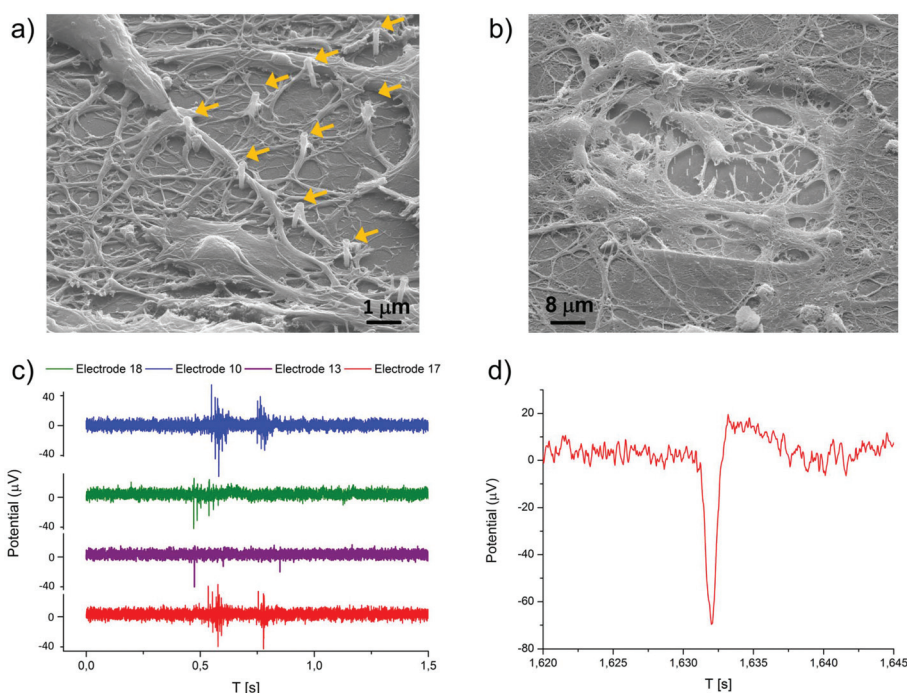 a)
1 μm
b)
8 μm
c)
Electrode 18 Electrode 10 Electrode 13 Electrode 17
Potential (μV)
40
0
-40
0
-40
0
-40
0
-40
0,0 0,5 1,0 1,5
T [s]
d)
Potential (μV)
40
20
0
-20
-40
-60
-80
1,620 1,625 1,630 1,635 1,640 1,645
T [s]